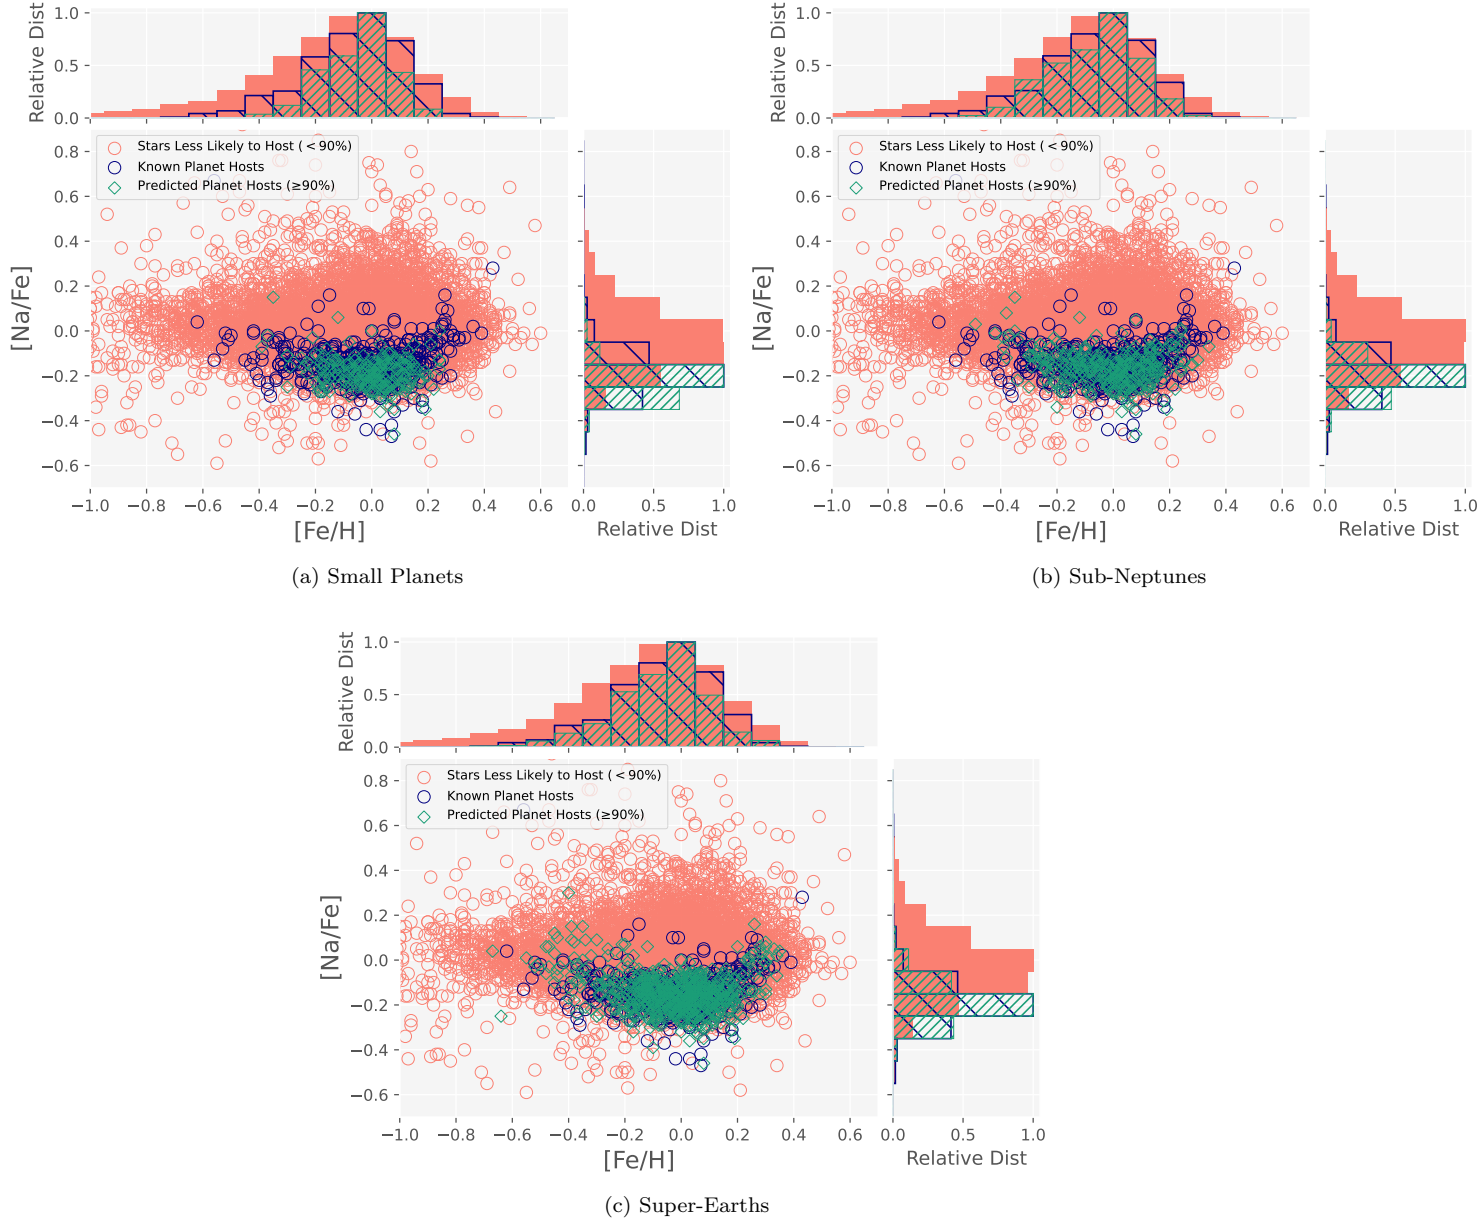 Relative Dist
1.0
0.5
0.0
Stars Less Likely to Host (<90%)
Known Planet Hosts
Predicted Planet Hosts (≥90%)
[Na/Fe]
0.8
0.6
0.4
0.2
0.0
−0.2
−0.4
−0.6
−1.0 −0.8 −0.6 −0.4 −0.2 0.0 0.2 0.4 0.6
[Fe/H]
0.0 0.5 1.0
Relative Dist
(a) Small Planets
Relative Dist
1.0
0.5
0.0
Stars Less Likely to Host (<90%)
Known Planet Hosts
Predicted Planet Hosts (≥90%)
[Na/Fe]
0.8
0.6
0.4
0.2
0.0
−0.2
−0.4
−0.6
−1.0 −0.8 −0.6 −0.4 −0.2 0.0 0.2 0.4 0.6
[Fe/H]
0.0 0.5 1.0
Relative Dist
(b) Sub-Neptunes
Relative Dist
1.0
0.5
0.0
Stars Less Likely to Host (<90%)
Known Planet Hosts
Predicted Planet Hosts (≥90%)
[Na/Fe]
0.8
0.6
0.4
0.2
0.0
−0.2
−0.4
−0.6
−1.0 −0.8 −0.6 −0.4 −0.2 0.0 0.2 0.4 0.6
[Fe/H]
0.0 0.5 1.0
Relative Dist
(c) Super-Earths